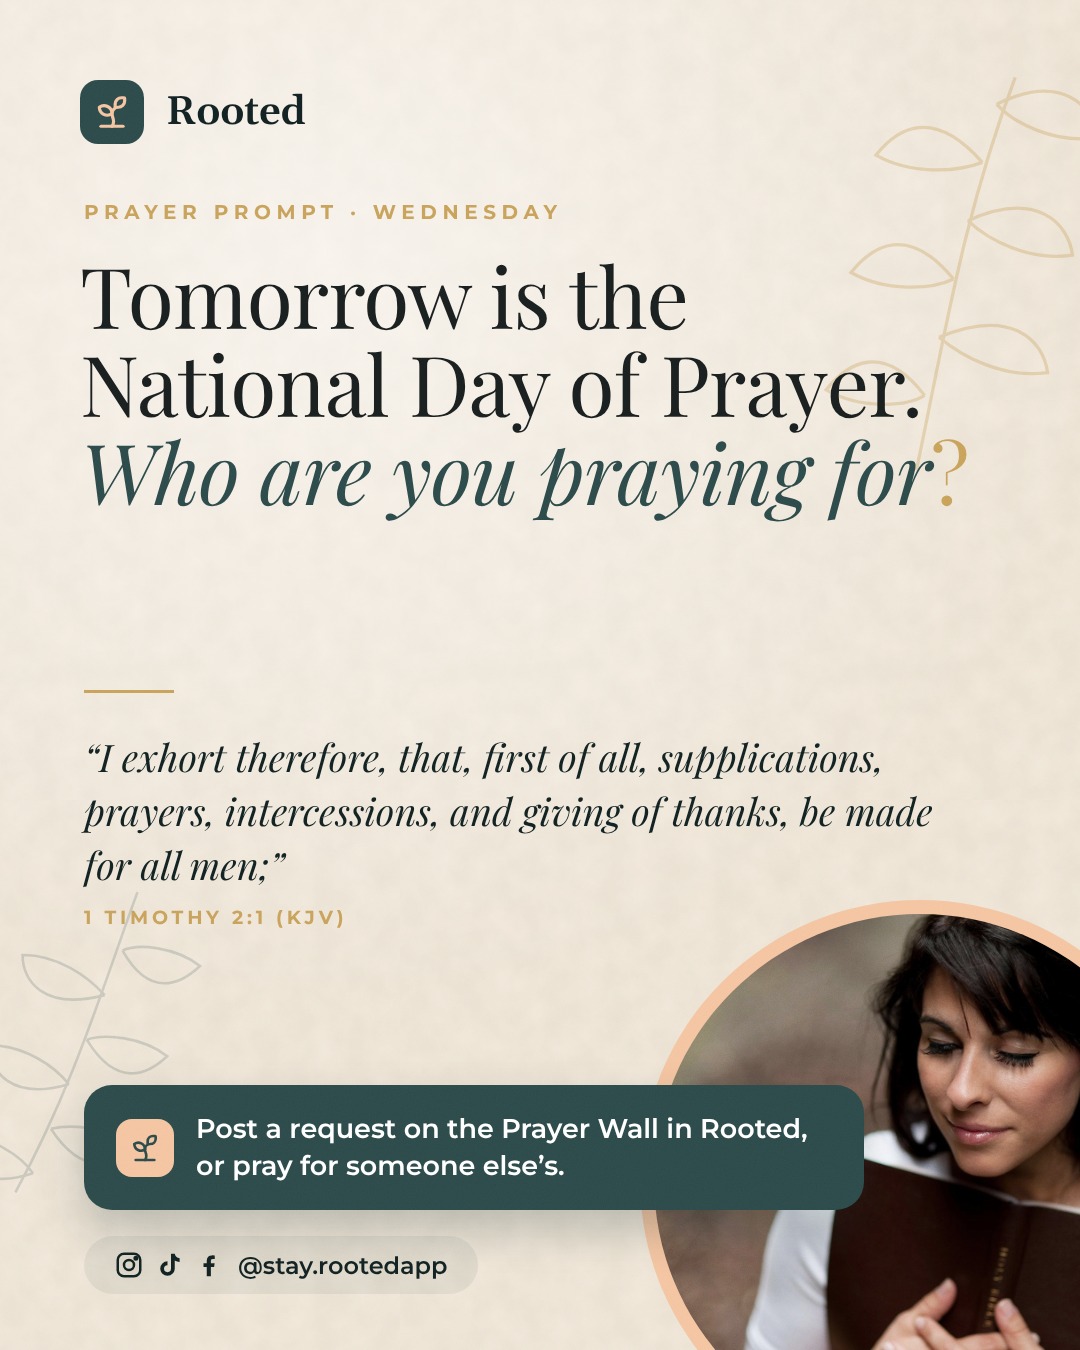 Rooted
PRAYER PROMPT · WEDNESDAY
Tomorrow is the
National Day of Prayer.
Who are you praying for?
“I exhort therefore, that, first of all, supplications,
prayers, intercessions, and giving of thanks, be made
for all men;”
1 TIMOTHY 2:1 (KJV)
Post a request on the Prayer Wall in Rooted,
or pray for someone else’s.
@stay.rootedapp